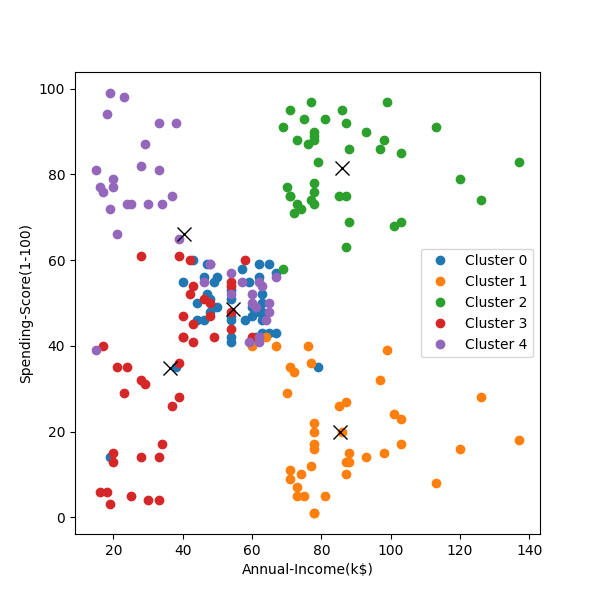 100
80
60
40
20
0
Spending-Score(1-100)
Cluster 0
Cluster 1
Cluster 2
Cluster 3
Cluster 4
20 40 60 80 100 120 140
Annual-Income(k$)